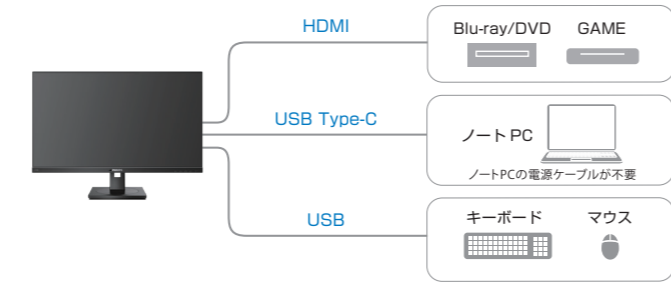 HDMI
Blu-ray/DVD GAME
USB Type-C
ノートPC
ノートPCの電源ケーブルが不要
USB
キーボード マウス